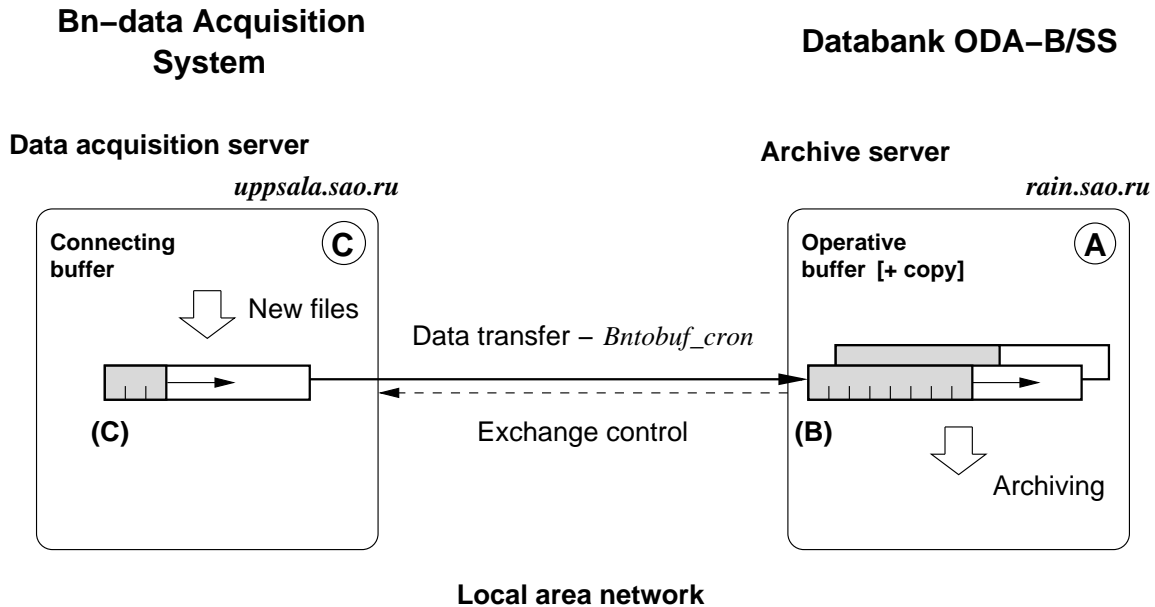 Bn−data Acquisition
System
Databank ODA−B/SS
Data acquisition server
Archive server
uppsala.sao.ru
rain.sao.ru
Connecting
buffer
C
Operative
buffer [+ copy]
A
New files
Data transfer − Bntobuf_cron
(C)
Exchange control
(B)
Archiving
Local area network